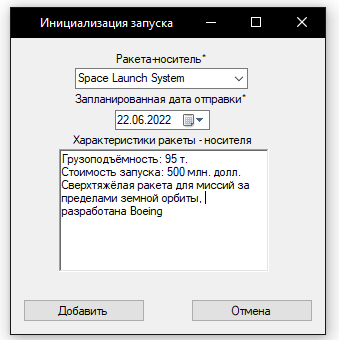 Инициализация запуска
Ракета-носитель*
Space Launch System
Запланированная дата отправки*
22.06.2022
Характеристики ракеты - носителя
Грузоподъёмность: 95 т.
Стоимость запуска: 500 млн. долл.
Сверхтяжёлая ракета для миссий за
пределами земной орбиты,
разработана Boeing
Добавить
Отмена